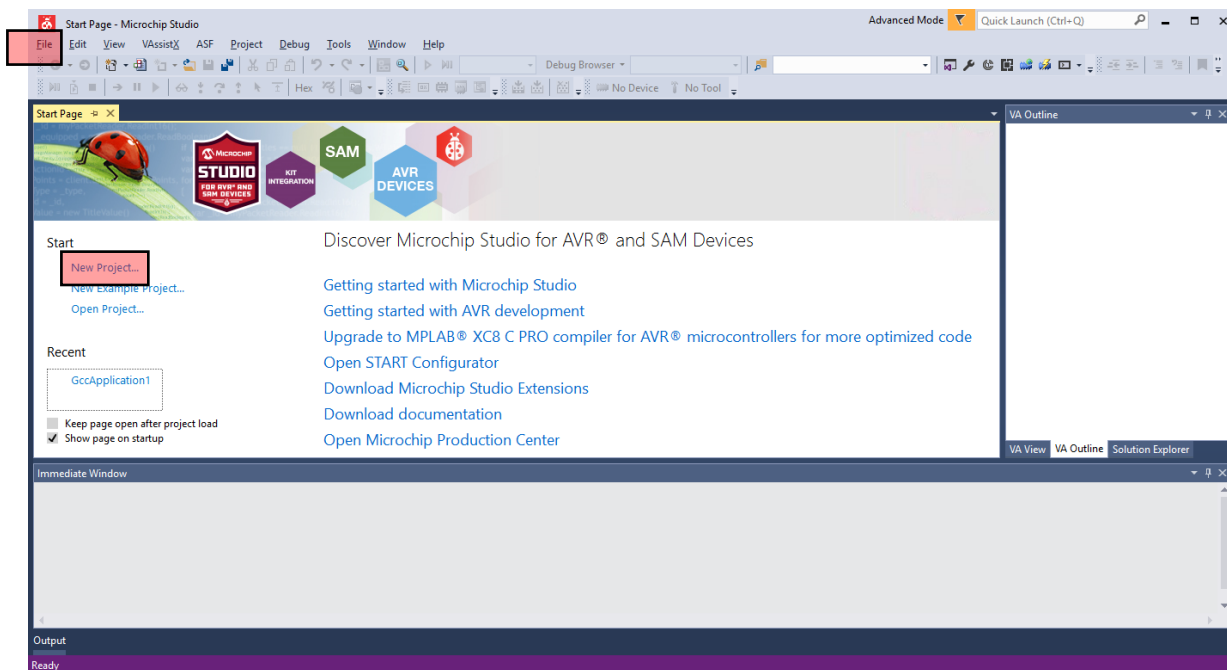 Start Page - Microchip Studio
Advanced Mode
Quick Launch (Ctrl+Q)
File Edit View VAssistX ASF Project Debug Tools Window Help
Debug Browser
Hex
No Device
No Tool
Start Page
VA Outline
MICROCHIP
STUDIO
FOR AVR® AND
SAM DEVICES
KIT
INTEGRATION
SAM
AVR
DEVICES
Start
New Project...
New Example Project...
Open Project...
Recent
GccApplication1
Keep page open after project load
Show page on startup
Discover Microchip Studio for AVR® and SAM Devices
Getting started with Microchip Studio
Getting started with AVR development
Upgrade to MPLAB® XC8 C PRO compiler for AVR® microcontrollers for more optimized code
Open START Configurator
Download Microchip Studio Extensions
Download documentation
Open Microchip Production Center
VA View VA Outline Solution Explorer
Immediate Window
Output
Ready